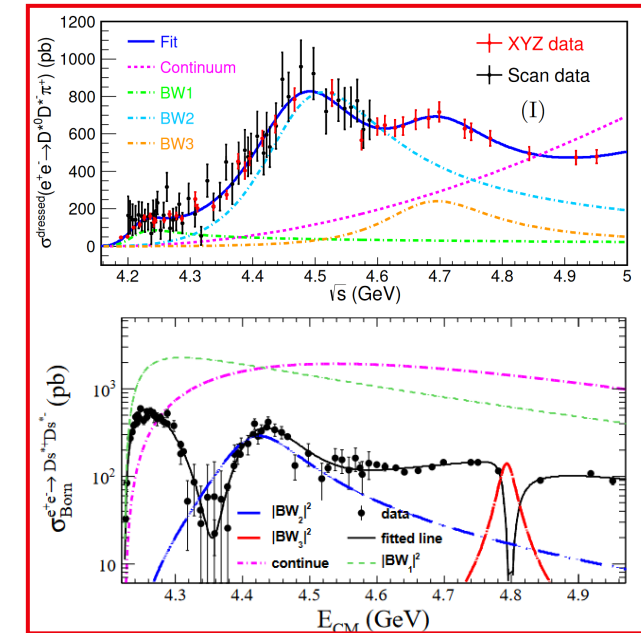 1200
1000
800
600
400
200
0
σ^dressed(e⁺e⁻→D*⁰D*⁻π⁺) (pb)
Fit
Continuum
BW1
BW2
BW3
XYZ data
Scan data
(I)
4.2 4.3 4.4 4.5 4.6 4.7 4.8 4.9 5
√s (GeV)
10³
10²
10
σ^e⁺e⁻→Ds*⁺Ds*⁻_Born (pb)
|BW₂|²
|BW₃|²
continue
data
fitted line
|BW₁|²
4.3 4.4 4.5 4.6 4.7 4.8 4.9
E_CM (GeV)